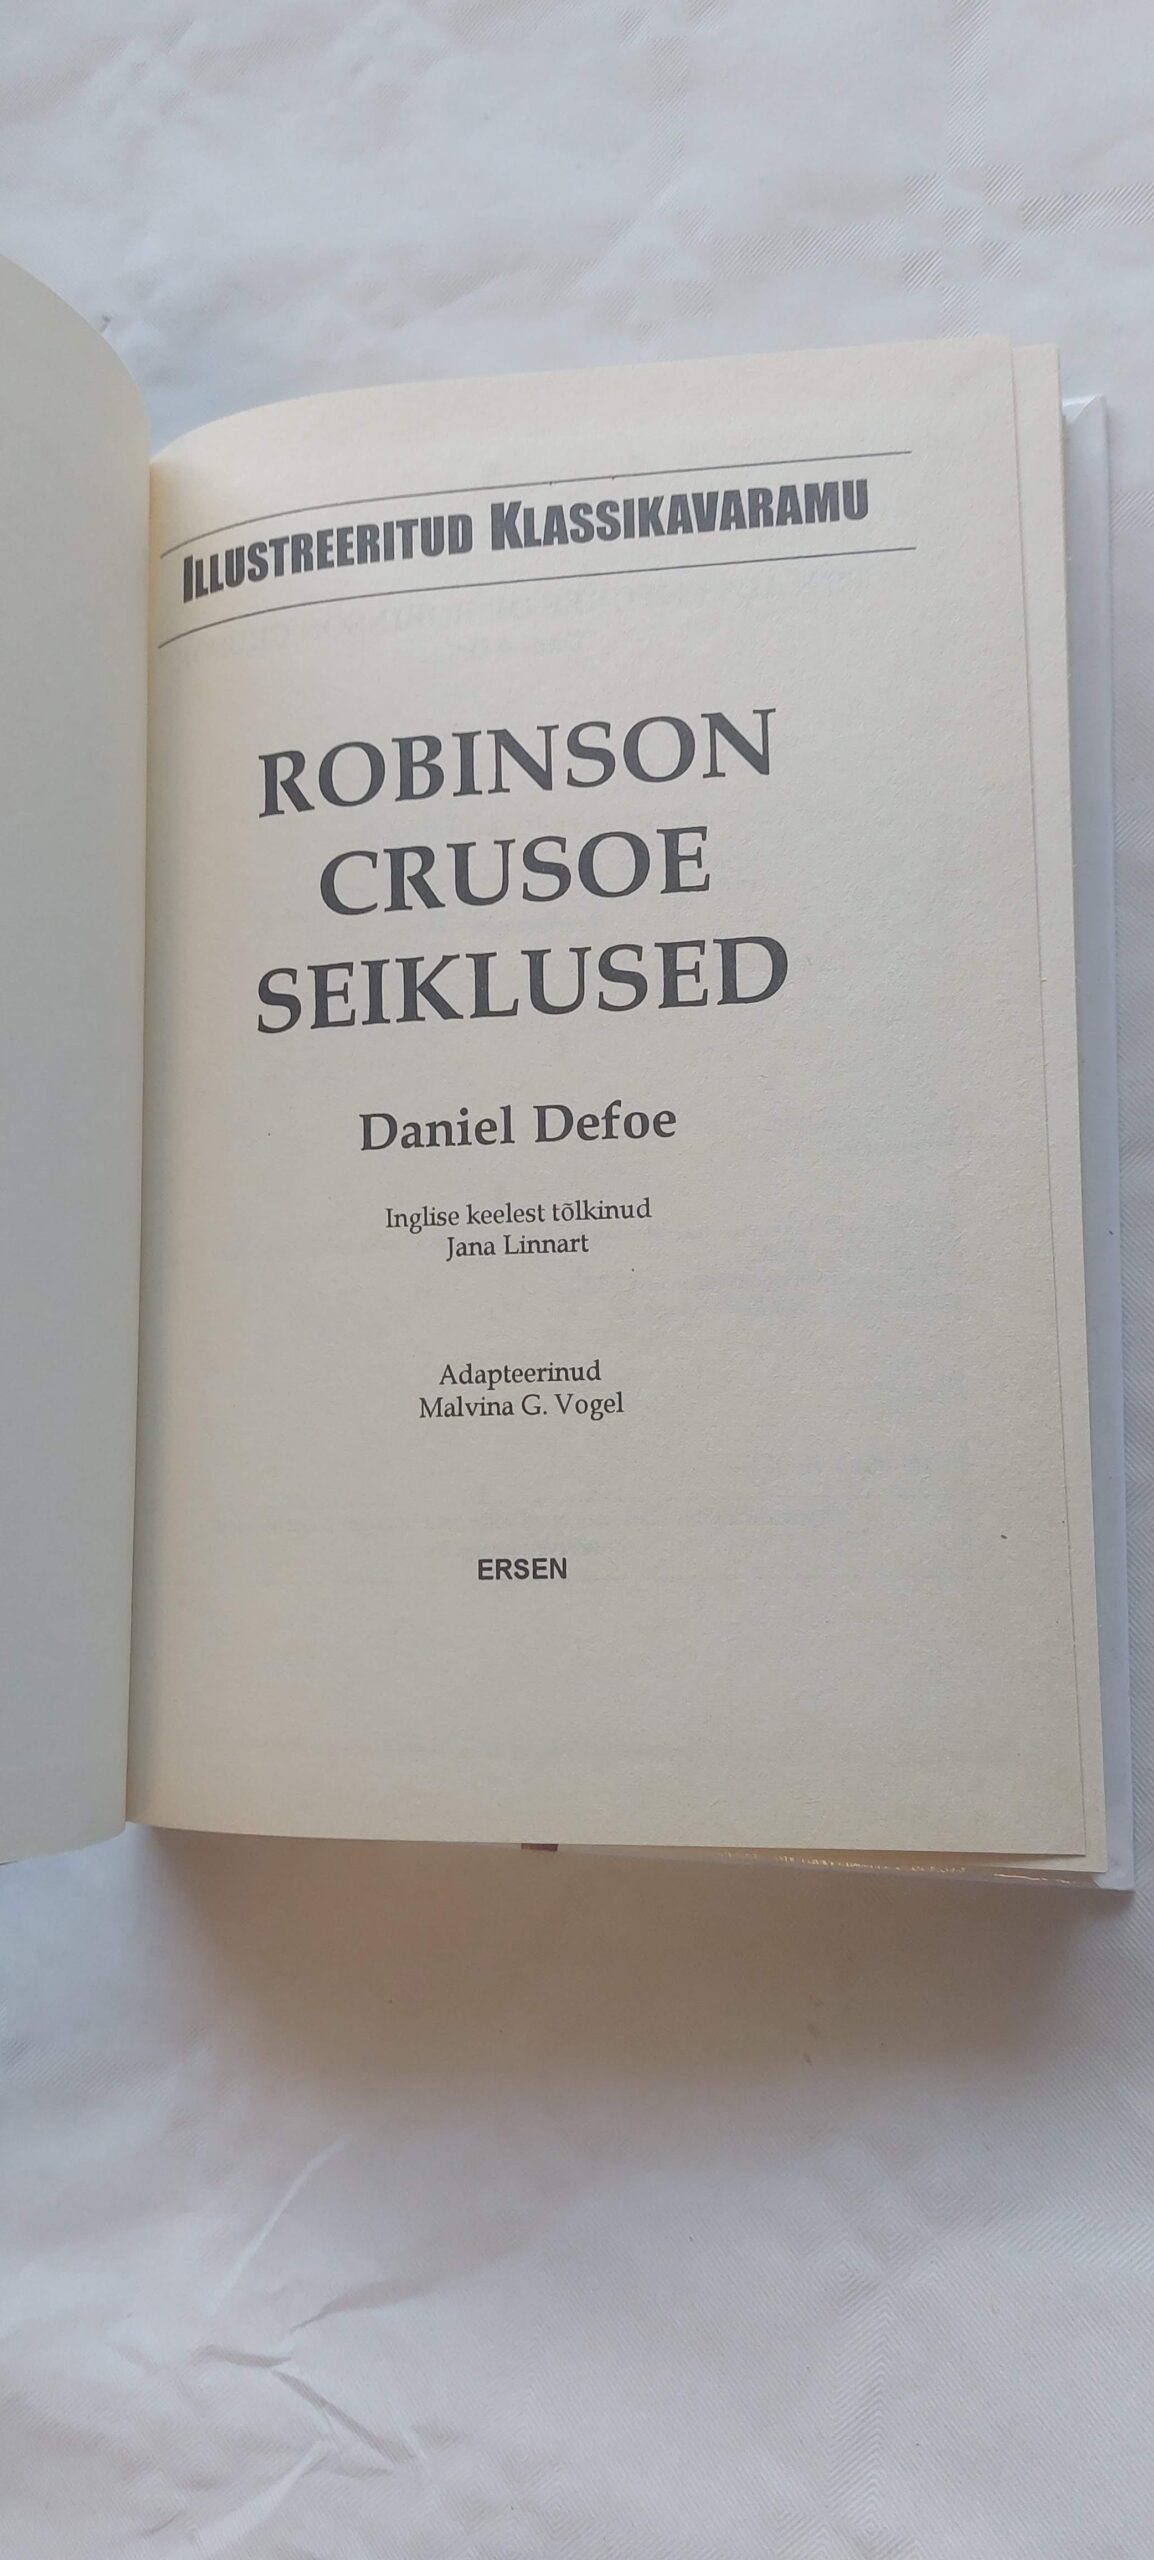 ILLUSTREERITUD KLASSIKAVARAMU
ROBINSON
CRUSOE
SEIKLUSED
Daniel Defoe
Inglise keelest tõlkinud
Jana Linnart
Adapteerinud
Malvina G. Vogel
ERSEN